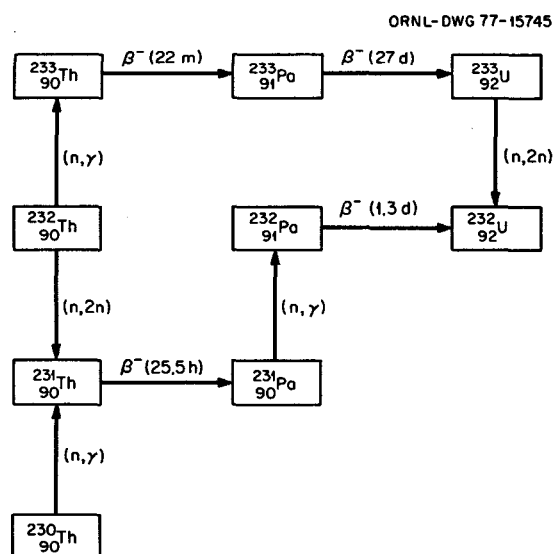 ORNL-DWG 77-15745
233 90 Th
β⁻ (22 m)
233 91 Pa
β⁻ (27 d)
233 92 U
(n,γ)
(n,2n)
232 90 Th
232 91 Pa
β⁻ (1.3 d)
232 92 U
(n,2n)
(n,γ)
231 90 Th
β⁻ (25.5 h)
231 90 Pa
(n,γ)
230 90 Th